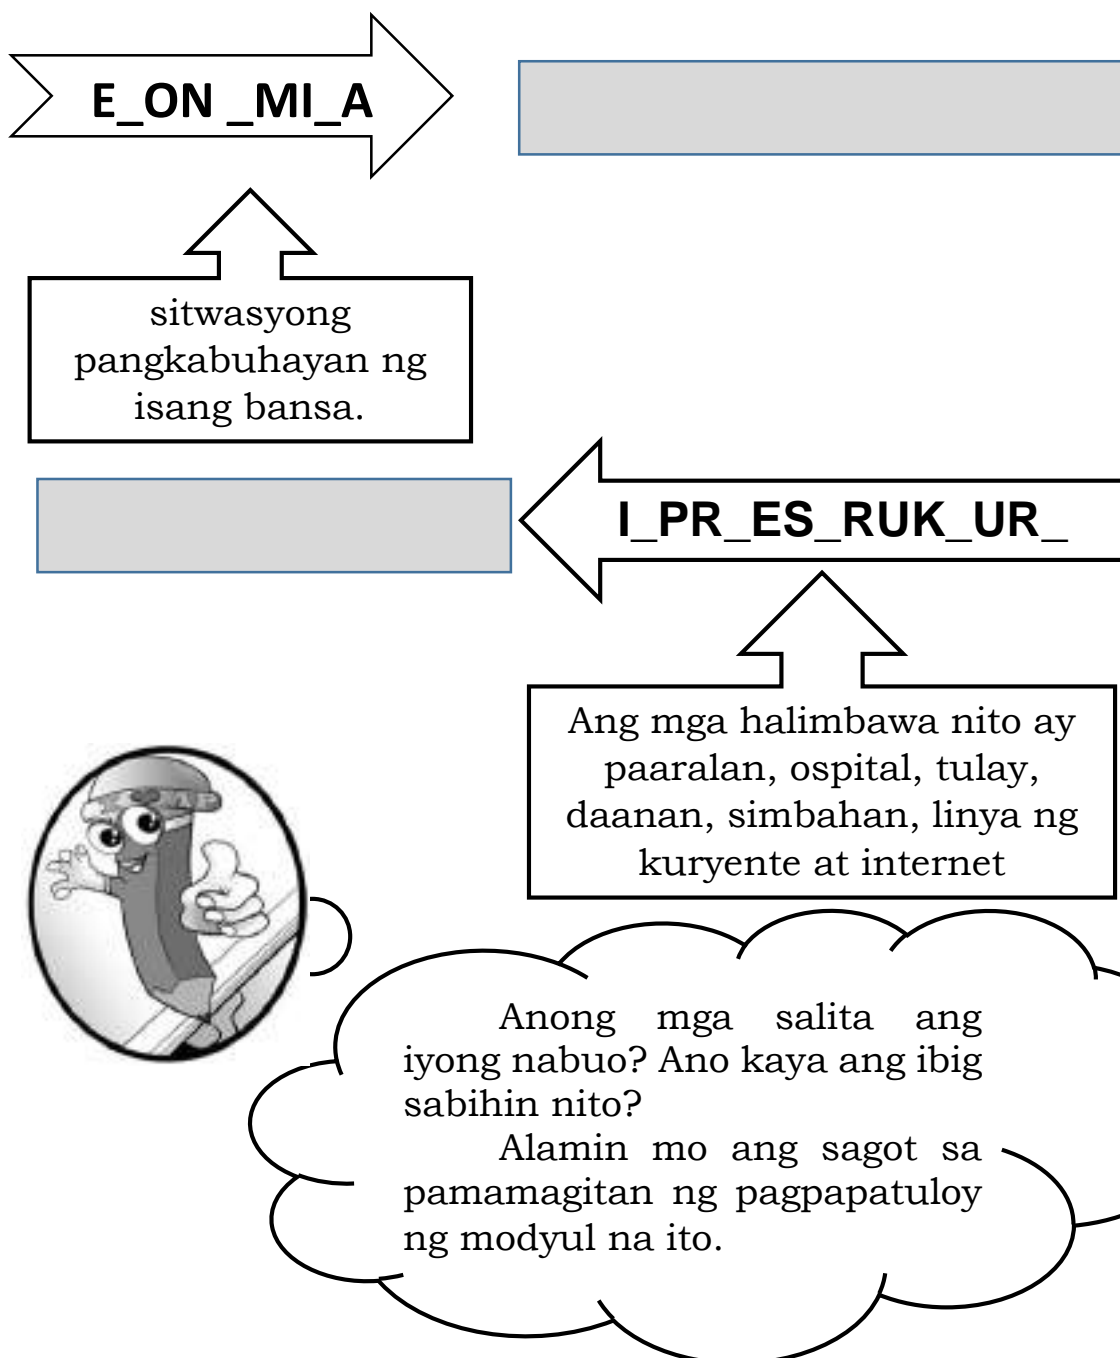 E_ON _MI_A
sitwasyong
pangkabuhayan ng
isang bansa.
I_PR_ES_RUK_UR_
Ang mga halimbawa nito ay
paaralan, ospital, tulay,
daanan, simbahan, linya ng
kuryente at internet
Anong mga salita ang
iyong nabuo? Ano kaya ang ibig
sabihin nito?
Alamin mo ang sagot sa
pamamagitan ng pagpapatuloy
ng modyul na ito.